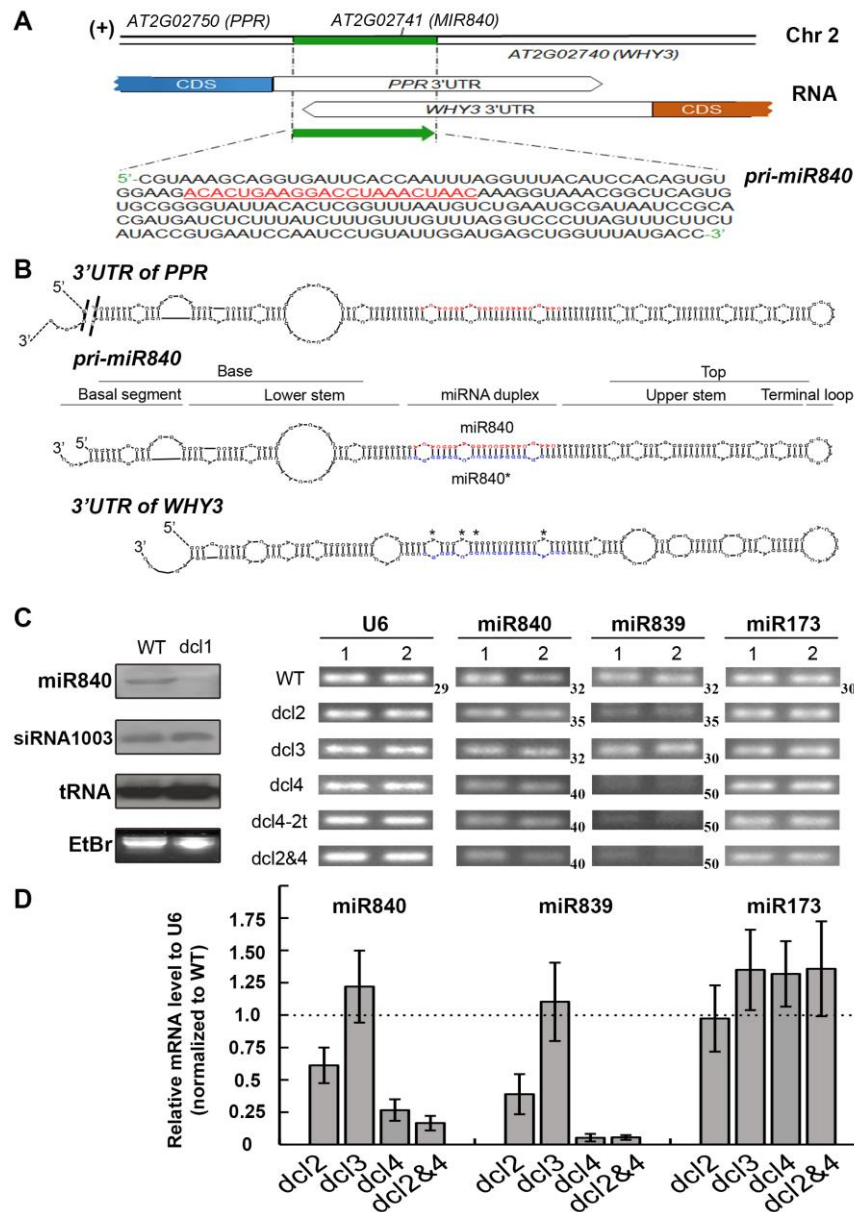 A
AT2G02750 (PPR)
AT2G02741 (MIR840)
(+)
Chr 2
AT2G02740 (WHY3)
CDS
PPR 3'UTR
RNA
WHY3 3'UTR
CDS
pri-miR840
5'-CGUAAAGCAGGUGAUUCACCAAUUUAGGUUUACAUCCACAGUGU
GGAAGACACUGAAGGACCUAAACUAACAAAGGUAAACGGCUCAGUG
UGCGGGGUAUUACACUCGGUUUAAUGUCUGAAUGCGAUAAUCCGCA
CGAUGAUCUCUUUAUCUUGUUUGUUUAGGUCCCUUAGUUUCUUCU
AUACCGUGAAUCCAAUCCUGUAUUGGAUGAGCUGGUUUAUGACC-3'
B
3'UTR of PPR
5'
3'
pri-miR840
Base
Top
Basal segment
Lower stem
miRNA duplex
Upper stem
Terminal loop
miR840
5'
3'
miR840*
3'UTR of WHY3
5'
* * * *
3'
C
WT dcl1
miR840
siRNA1003
tRNA
EtBr
U6 miR840 miR839 miR173
1 2 1 2 1 2 1 2
WT 29 32 32 30
dcl2 35 35
dcl3 32 30
dcl4 40 50
dcl4-2t 40 50
dcl2&4 40 50
D
miR840 miR839 miR173
Relative mRNA level to U6
(normalized to WT)
1.75
1.50
1.25
1.0
0.75
0.50
0.25
0
dcl2 dcl3 dcl4 dcl2&4 dcl2 dcl3 dcl4 dcl2&4 dcl2 dcl3 dcl4 dcl2&4